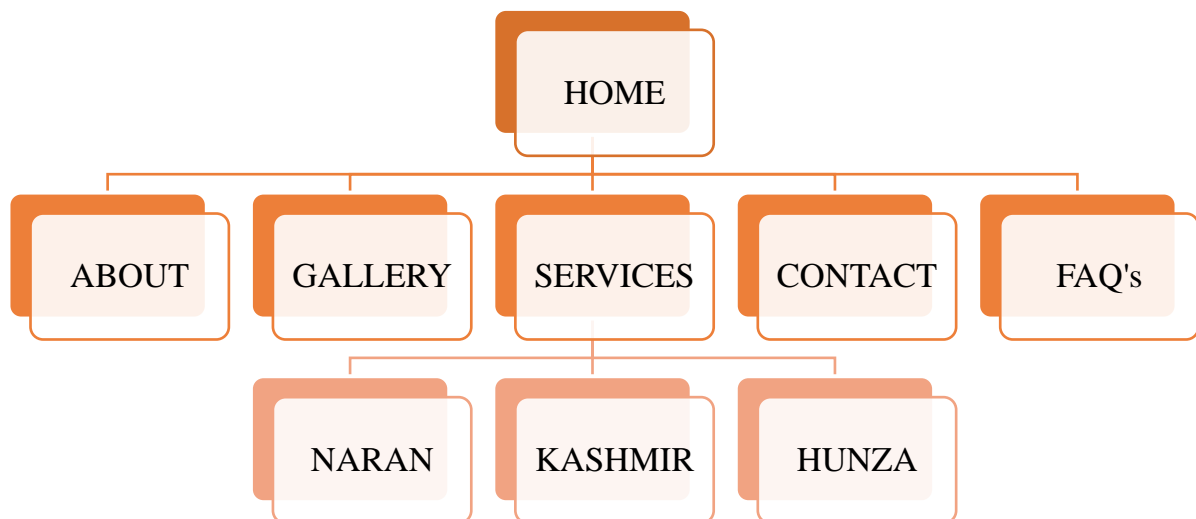 HOME
ABOUT
GALLERY
SERVICES
CONTACT
FAQ's
NARAN
KASHMIR
HUNZA